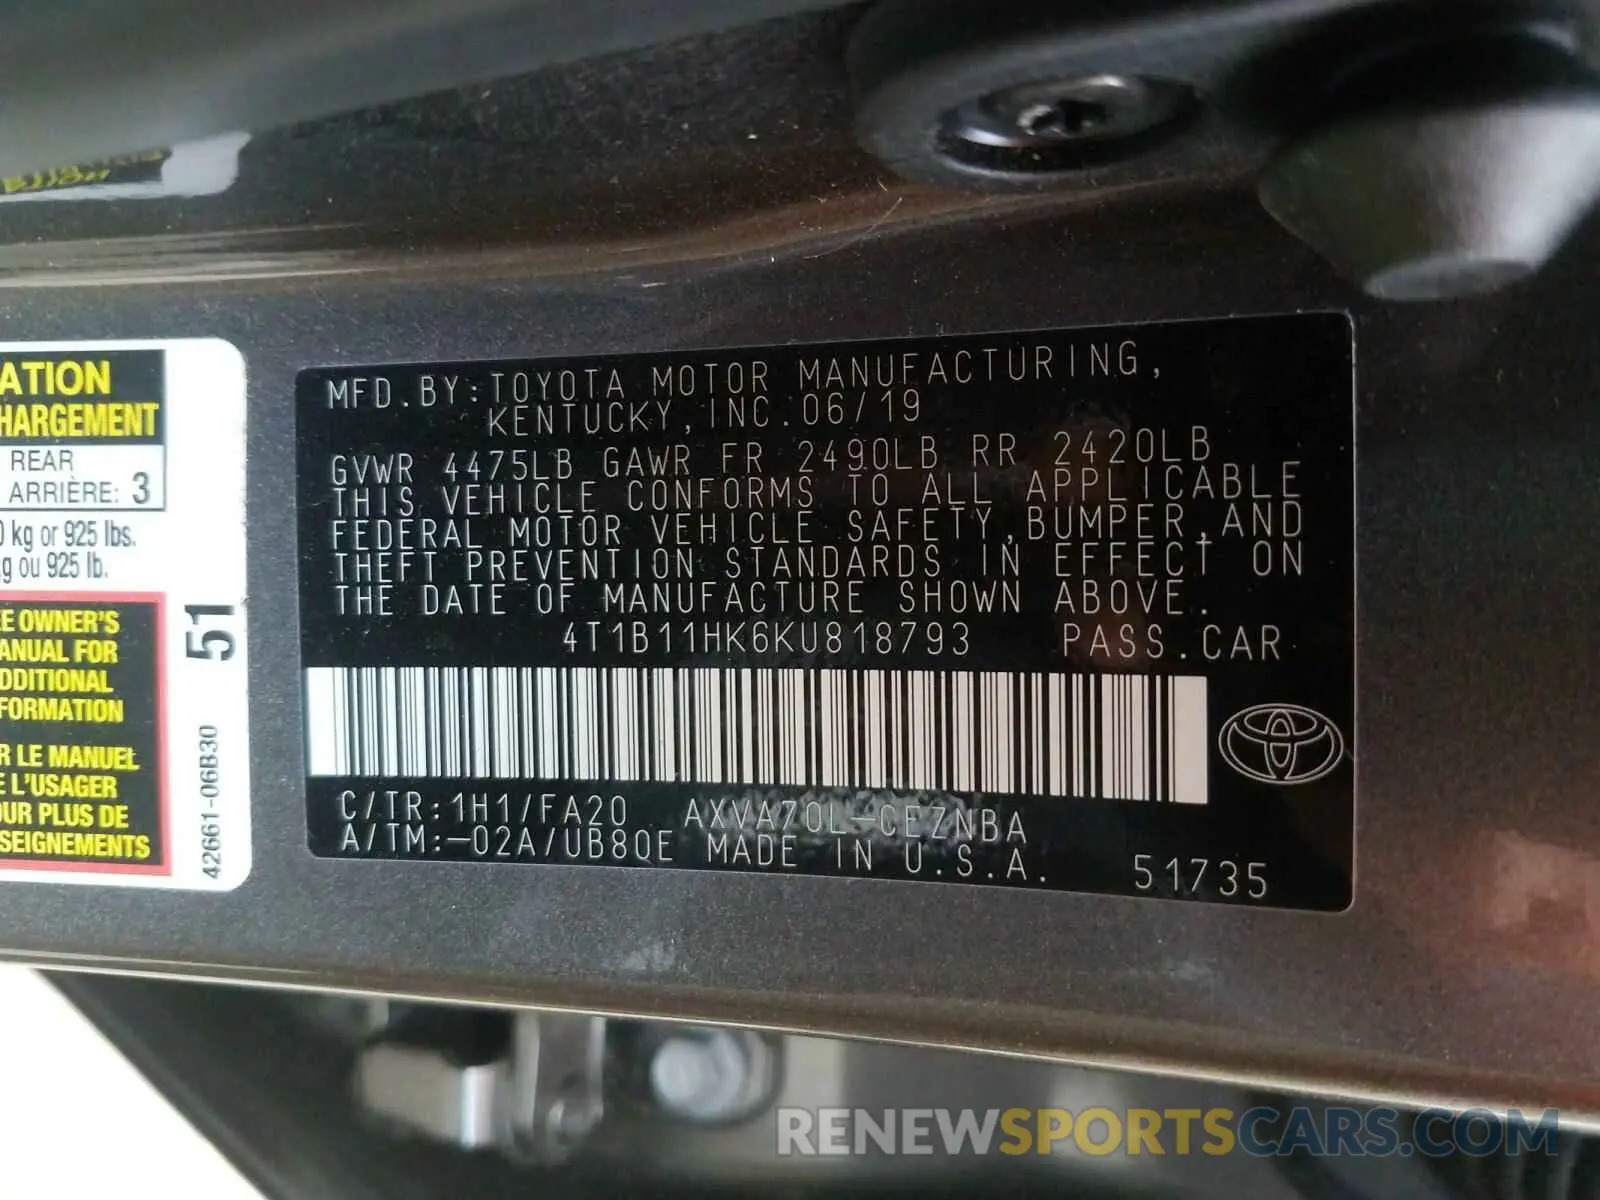 ATION
HARGEMENT
REAR
ARRIÈRE: 3
0 kg or 925 lbs.
g ou 925 lb.
E OWNER'S
ANUAL FOR
DDITIONAL
FORMATION
R LE MANUEL
E L'USAGER
UR PLUS DE
SEIGNEMENTS
51
42661-06B30
MFD.BY:TOYOTA MOTOR MANUFACTURING,
KENTUCKY,INC.06/19
GVWR 4475LB GAWR FR 2490LB RR 2420LB
THIS VEHICLE CONFORMS TO ALL APPLICABLE
FEDERAL MOTOR VEHICLE SAFETY,BUMPER,AND
THEFT PREVENTION STANDARDS IN EFFECT ON
THE DATE OF MANUFACTURE SHOWN ABOVE.
4T1B11HK6KU818793 PASS.CAR
C/TR:1H1/FA20 AXVA70L-CEZNBA
A/TM:-02A/UB80E MADE IN U.S.A. 51735
RENEWSPORTSCARS.COM